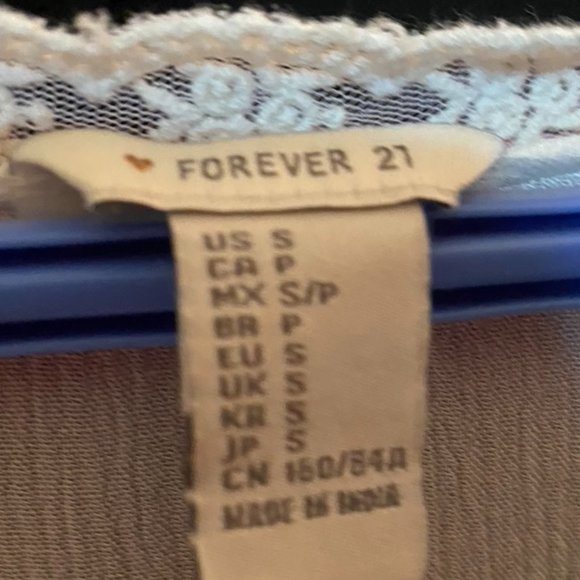 FOREVER 21
US S
CA P
MX S/P
BR P
EU S
UK S
KR S
JP S
CN 160/84A
MADE IN INDIA